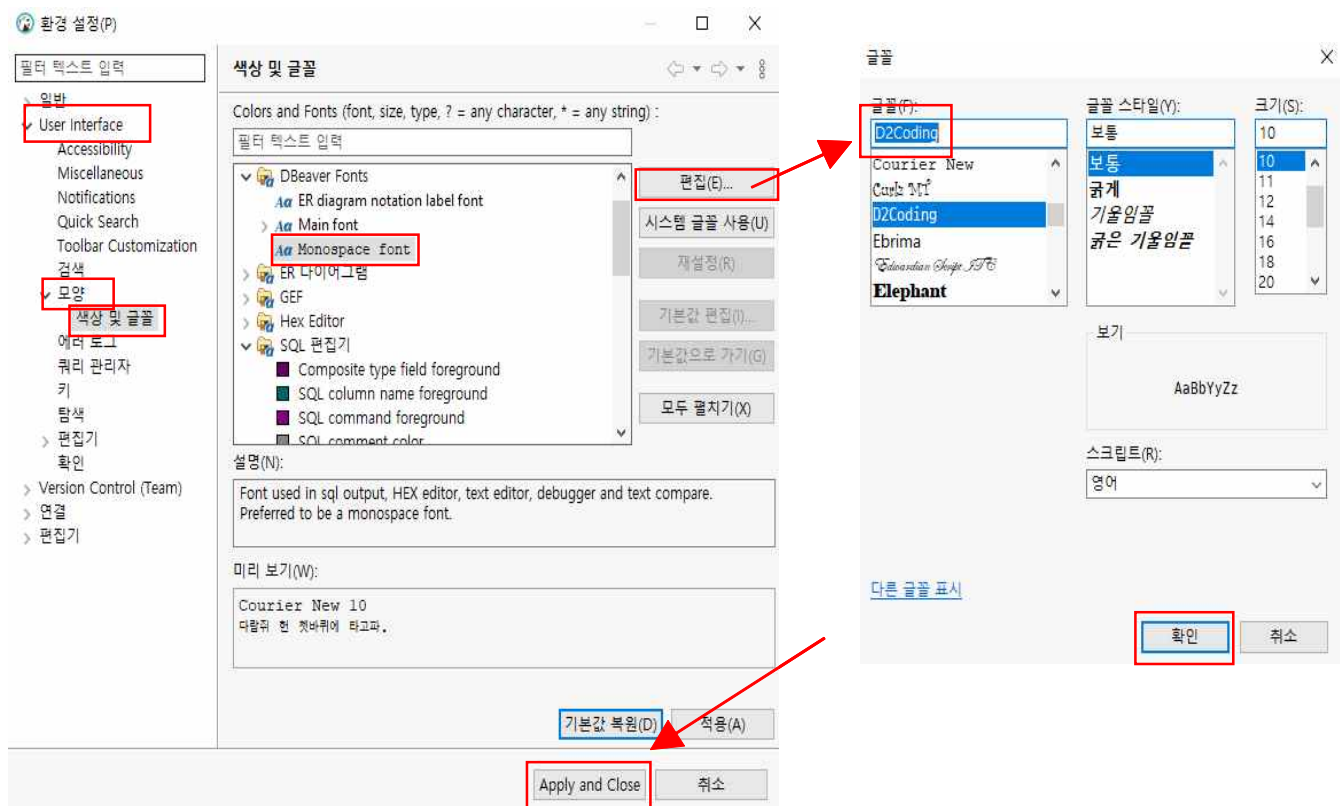 환경 설정(P)
필터 텍스트 입력
일반
User Interface
Accessibility
Miscellaneous
Notifications
Quick Search
Toolbar Customization
검색
모양
색상 및 글꼴
에러 로그
쿼리 관리자
키
탐색
편집기
확인
Version Control (Team)
연결
편집기
색상 및 글꼴
Colors and Fonts (font, size, type, ? = any character, * = any string) :
필터 텍스트 입력
DBeaver Fonts
Aa ER diagram notation label font
Aa Main font
Aa Monospace font
ER 다이어그램
GEF
Hex Editor
SQL 편집기
Composite type field foreground
SQL column name foreground
SQL command foreground
SQL comment color
편집(E)...
시스템 글꼴 사용(U)
재설정(R)
기본값 편집(I)...
기본값으로 가기(G)
모두 펼치기(X)
설명(N):
Font used in sql output, HEX editor, text editor, debugger and text compare.
Preferred to be a monospace font.
미리 보기(W):
Courier New 10
다람쥐 헌 쳇바퀴에 타고파.
기본값 복원(D)
적용(A)
Apply and Close
취소
글꼴
글꼴(F):
D2Coding
Courier New
Curlz MT
D2Coding
Ebrima
Edwardian Script ITC
Elephant
글꼴 스타일(Y):
보통
보통
굵게
기울임꼴
굵은 기울임꼴
크기(S):
10
10
11
12
14
16
18
20
보기
AaBbYyZz
스크립트(R):
영어
다른 글꼴 표시
확인
취소